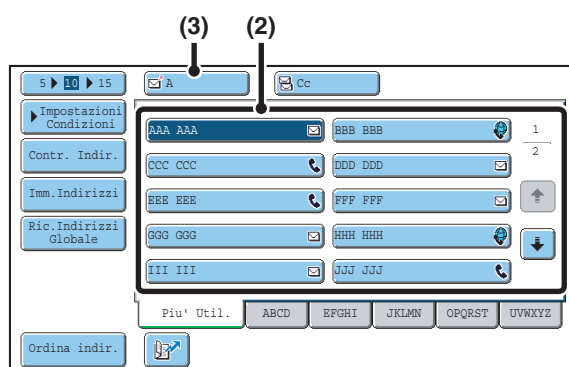 (3) (2)
5 10 15 A Cc
Impostazioni
Condizioni
AAA AAA BBB BBB 1
Contr. Indir.
CCC CCC DDD DDD 2
Imm.Indirizzi
EEE EEE FFF FFF
Ric.Indirizzi
Globale
GGG GGG HHH HHH
III III JJJ JJJ
Piu' Util. ABCD EFGHI JKLMN OPQRST UVWXYZ
Ordina indir.